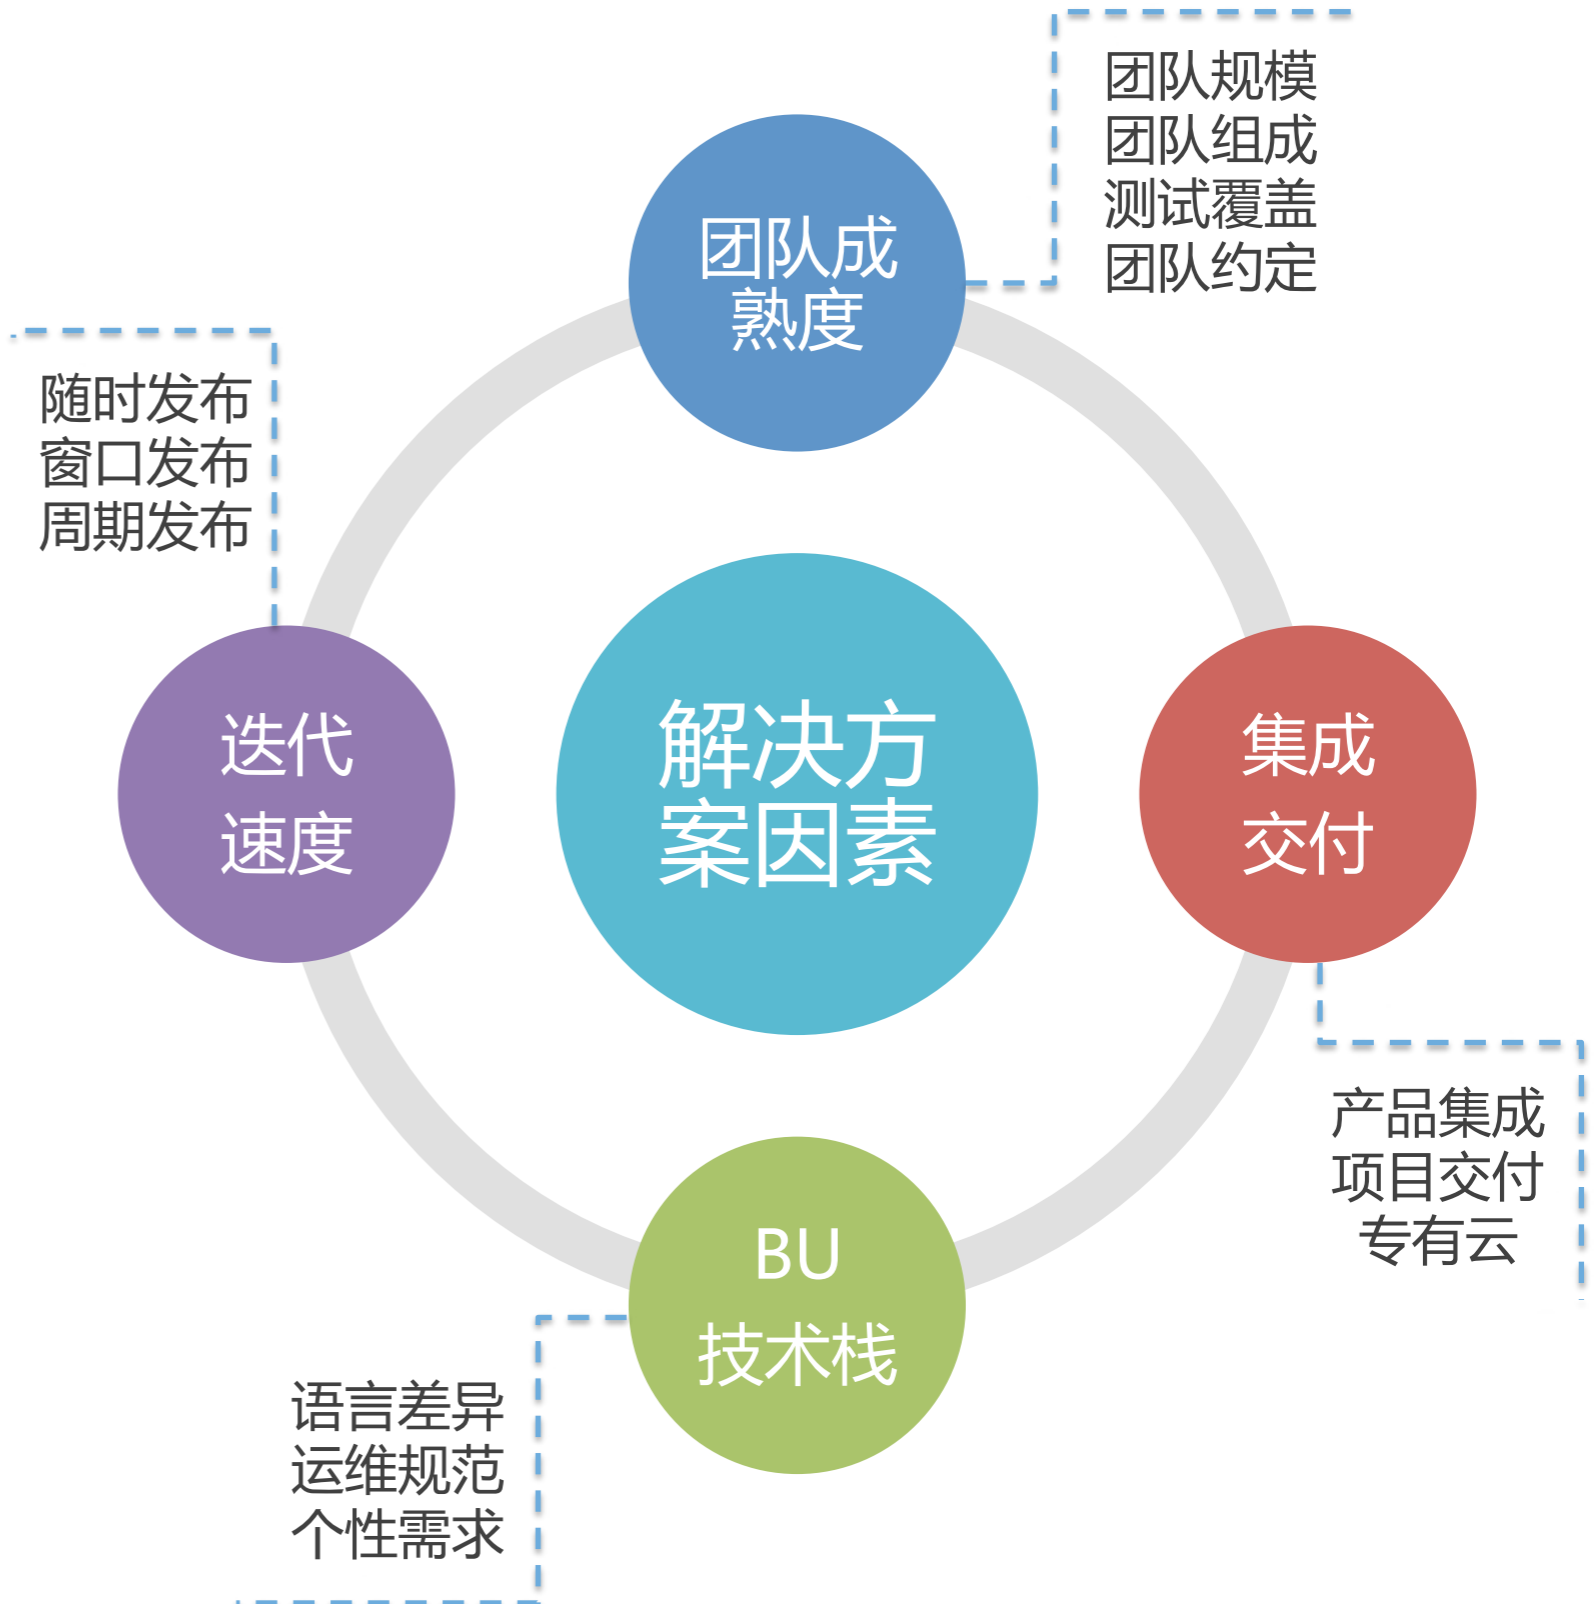 团队规模
团队组成
测试覆盖
团队约定
团队成
熟度
随时发布
窗口发布
周期发布
迭代
速度
解决方
案因素
集成
交付
产品集成
项目交付
专有云
BU
技术栈
语言差异
运维规范
个性需求